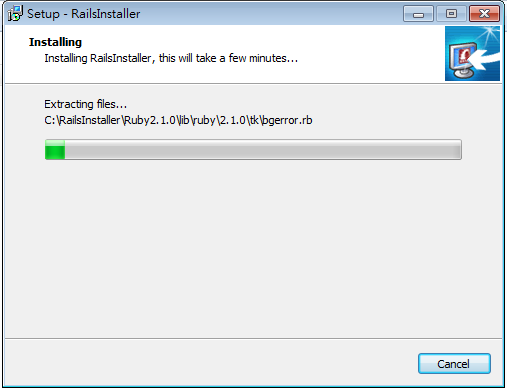 Setup - RailsInstaller
Installing
Installing RailsInstaller, this will take a few minutes...
Extracting files...
C:\RailsInstaller\Ruby2.1.0\lib\ruby\2.1.0\tk\bgerror.rb
Cancel